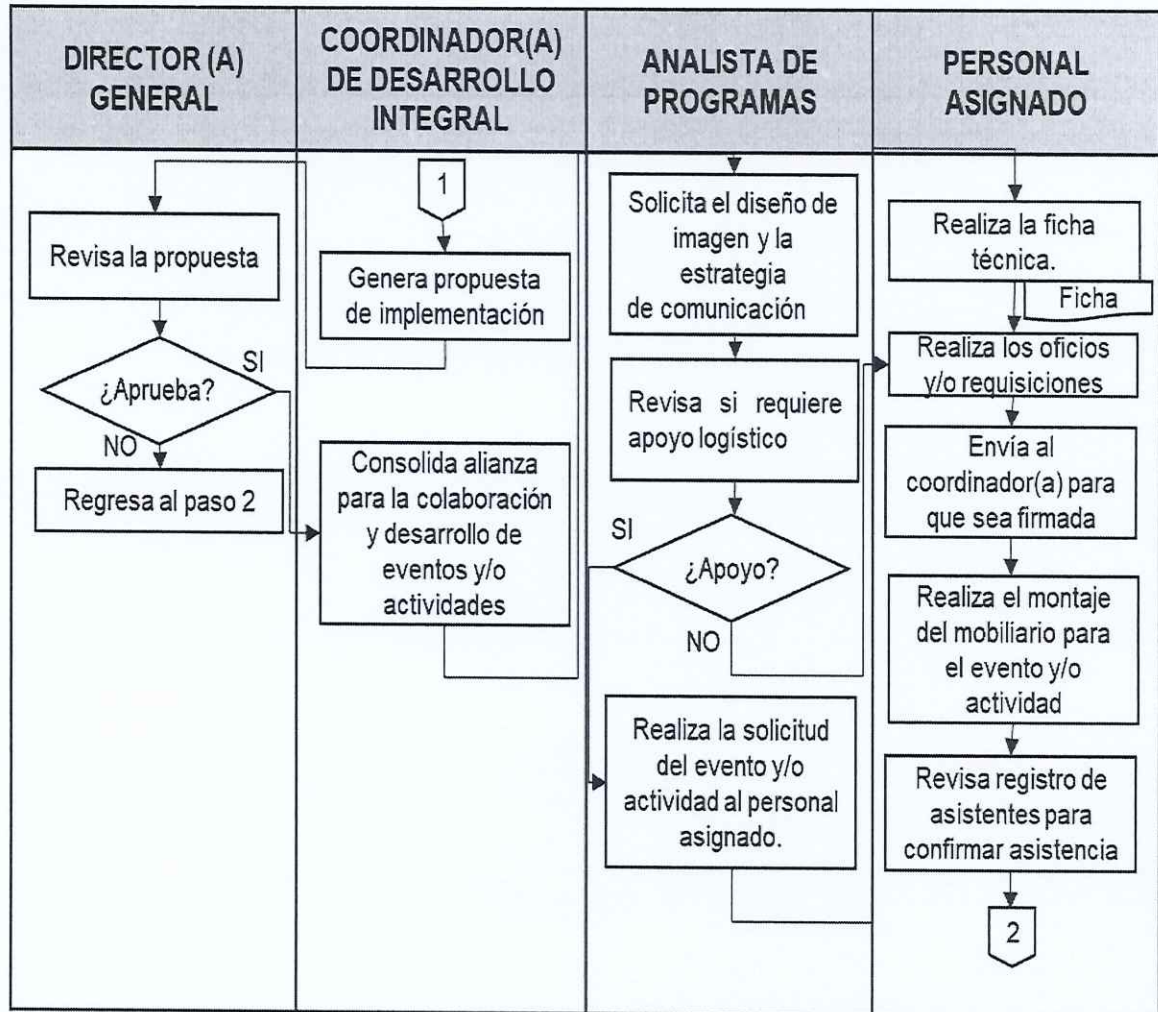 DIRECTOR (A)
GENERAL
COORDINADOR(A)
DE DESARROLLO
INTEGRAL
ANALISTA DE
PROGRAMAS
PERSONAL
ASIGNADO
Revisa la propuesta
¿Aprueba?
SI
NO
Regresa al paso 2
1
Genera propuesta
de implementación
Consolida alianza
para la colaboración
y desarrollo de
eventos y/o
actividades
Solicita el diseño de
imagen y la
estrategia
de comunicación
Revisa si requiere
apoyo logístico
SI
¿Apoyo?
NO
Realiza la solicitud
del evento y/o
actividad al personal
asignado.
Realiza la ficha
técnica.
Ficha
Realiza los oficios
y/o requisiciones
Envía al
coordinador(a) para
que sea firmada
Realiza el montaje
del mobiliario para
el evento y/o
actividad
Revisa registro de
asistentes para
confirmar asistencia
2